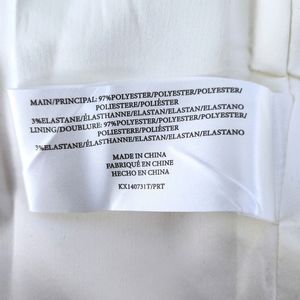 MAIN/PRINCIPAL: 97%POLYESTER/POLYESTER/POLYESTER/
POLIESTERE/POLIÉSTER
3%ELASTANE/ÉLASTHANNE/ELASTAN/ELASTAN/ELASTANO
LINING/DOUBLURE: 97%POLYESTER/POLYESTER/POLYESTER/
POLIESTERE/POLIÉSTER
3%ELASTANE/ÉLASTHANNE/ELASTAN/ELASTAN/ELASTANO
MADE IN CHINA
FABRIQUÉ EN CHINE
HECHO EN CHINA
KX140731T/PRT